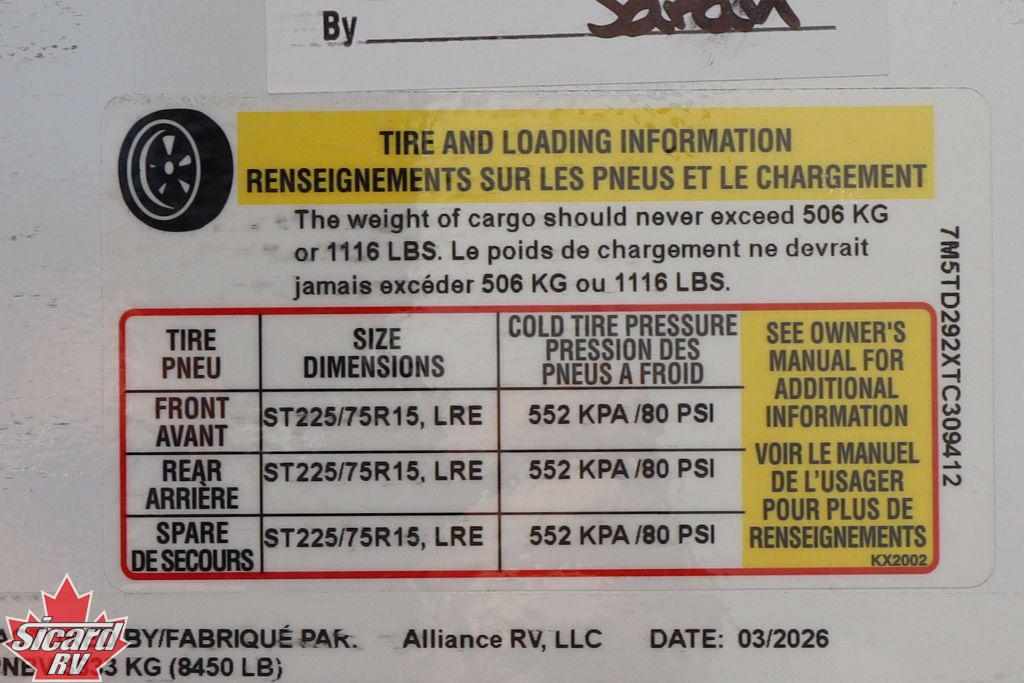 By Sarah
TIRE AND LOADING INFORMATION
RENSEIGNEMENTS SUR LES PNEUS ET LE CHARGEMENT
The weight of cargo should never exceed 506 KG
or 1116 LBS. Le poids de chargement ne devrait
jamais excéder 506 KG ou 1116 LBS.
TIRE
PNEU
SIZE
DIMENSIONS
COLD TIRE PRESSURE
PRESSION DES
PNEUS A FROID
FRONT
AVANT
ST225/75R15, LRE
552 KPA /80 PSI
REAR
ARRIÈRE
ST225/75R15, LRE
552 KPA /80 PSI
SPARE
DE SECOURS
ST225/75R15, LRE
552 KPA /80 PSI
SEE OWNER'S
MANUAL FOR
ADDITIONAL
INFORMATION
VOIR LE MANUEL
DE L'USAGER
POUR PLUS DE
RENSEIGNEMENTS
KX2002
7M5TD292XTC309412
BY/FABRIQUÉ PAR. Alliance RV, LLC DATE: 03/2026
KG (8450 LB)
Sicard
RV